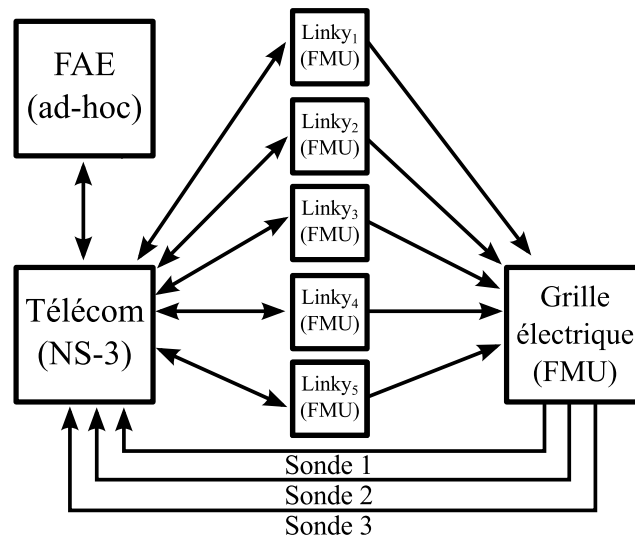 FAE
(ad-hoc)
Linky₁
(FMU)
Linky₂
(FMU)
Linky₃
(FMU)
Linky₄
(FMU)
Linky₅
(FMU)
Télécom
(NS-3)
Grille
électrique
(FMU)
Sonde 1
Sonde 2
Sonde 3